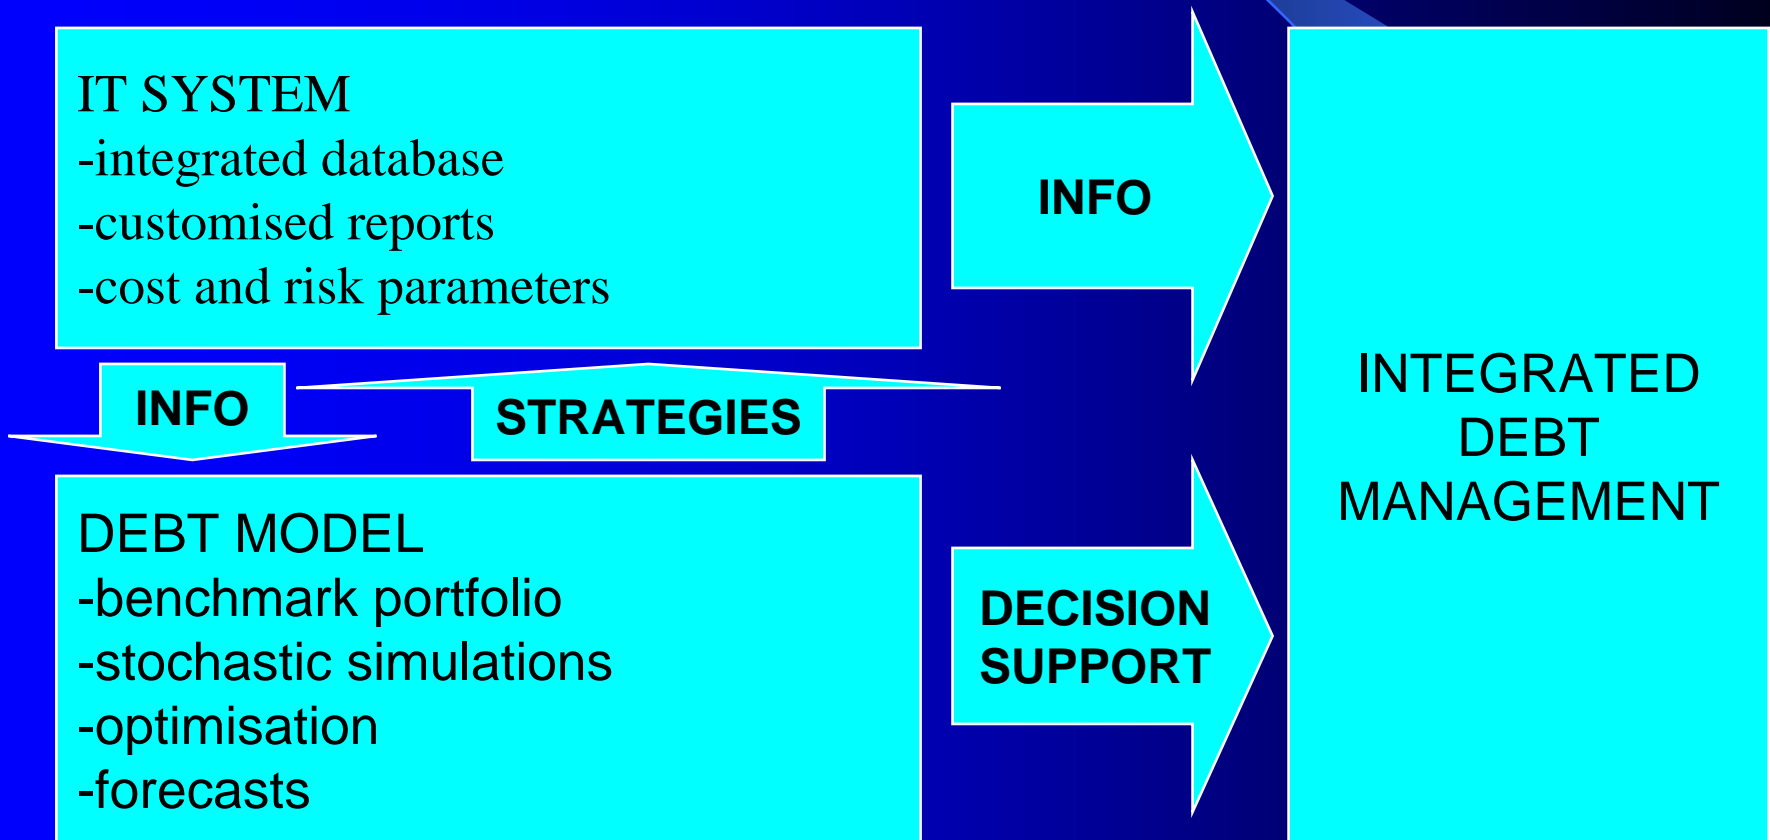 IT SYSTEM
-integrated database
-customised reports
-cost and risk parameters
INFO
INFO
STRATEGIES
DEBT MODEL
-benchmark portfolio
-stochastic simulations
-optimisation
-forecasts
DECISION
SUPPORT
INTEGRATED
DEBT
MANAGEMENT